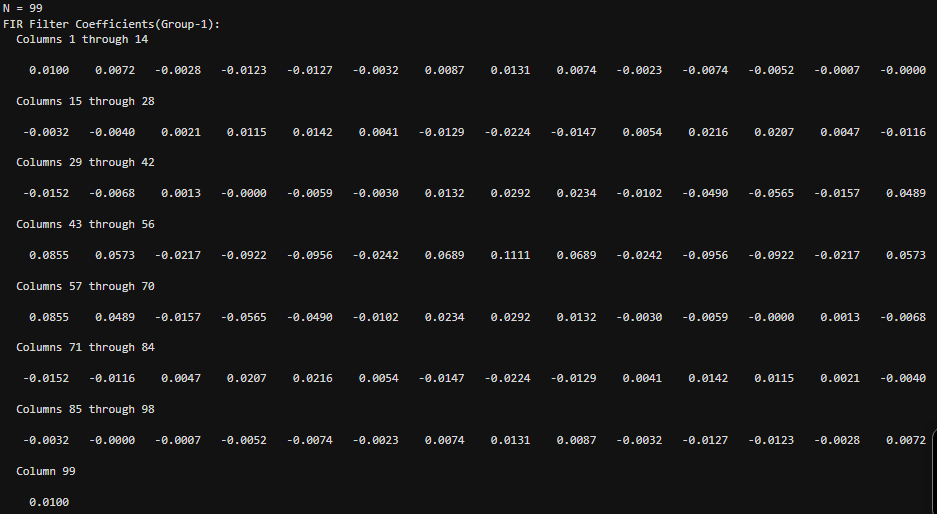 N = 99
FIR Filter Coefficients(Group-1):
Columns 1 through 14
0.0100 0.0072 -0.0028 -0.0123 -0.0127 -0.0032 0.0087 0.0131 0.0074 -0.0023 -0.0074 -0.0052 -0.0007 -0.0000
Columns 15 through 28
-0.0032 -0.0040 0.0021 0.0115 0.0142 0.0041 -0.0129 -0.0224 -0.0147 0.0054 0.0216 0.0207 0.0047 -0.0116
Columns 29 through 42
-0.0152 -0.0068 0.0013 -0.0000 -0.0059 -0.0030 0.0132 0.0292 0.0234 -0.0102 -0.0490 -0.0565 -0.0157 0.0489
Columns 43 through 56
0.0855 0.0573 -0.0217 -0.0922 -0.0956 -0.0242 0.0689 0.1111 0.0689 -0.0242 -0.0956 -0.0922 -0.0217 0.0573
Columns 57 through 70
0.0855 0.0489 -0.0157 -0.0565 -0.0490 -0.0102 0.0234 0.0292 0.0132 -0.0030 -0.0059 -0.0000 0.0013 -0.0068
Columns 71 through 84
-0.0152 -0.0116 0.0047 0.0207 0.0216 0.0054 -0.0147 -0.0224 -0.0129 0.0041 0.0142 0.0115 0.0021 -0.0040
Columns 85 through 98
-0.0032 -0.0000 -0.0007 -0.0052 -0.0074 -0.0023 0.0074 0.0131 0.0087 -0.0032 -0.0127 -0.0123 -0.0028 0.0072
Column 99
0.0100